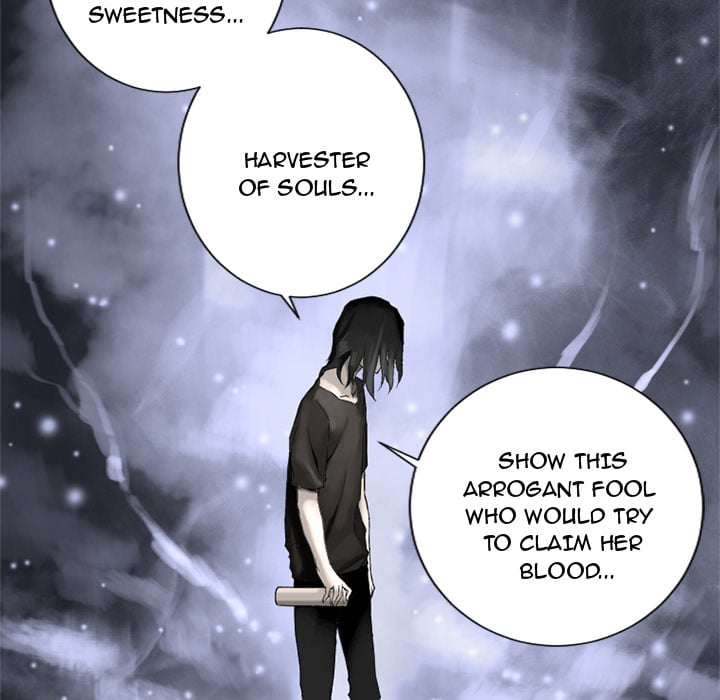 SWEETNESS...
HARVESTER
OF SOULS...
SHOW THIS
ARROGANT FOOL
WHO WOULD TRY
TO CLAIM HER
BLOOD...